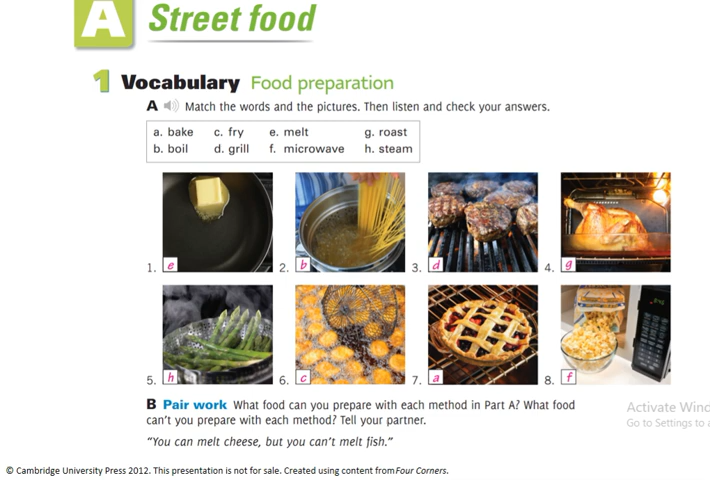 A Street food
1 Vocabulary Food preparation
A Match the words and the pictures. Then listen and check your answers.
a. bake c. fry e. melt g. roast
b. boil d. grill f. microwave h. steam
1. e 2. b 3. d 4. g
5. h 6. c 7. a 8. f
B Pair work What food can you prepare with each method in Part A? What food
can't you prepare with each method? Tell your partner.
"You can melt cheese, but you can't melt fish."
Activate Winc
Go to Settings to a
© Cambridge University Press 2012. This presentation is not for sale. Created using content from Four Corners.